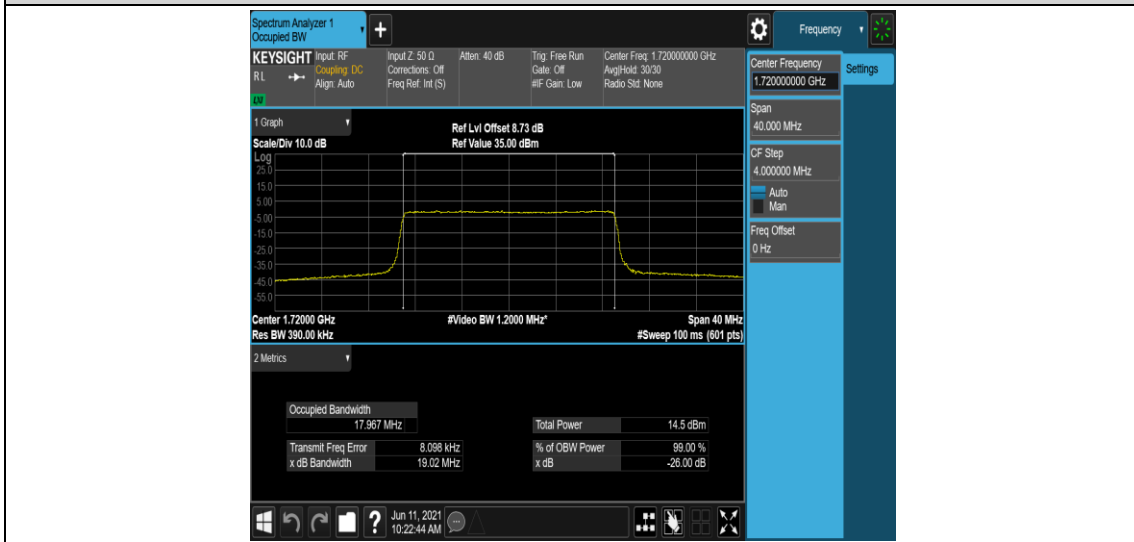 Spectrum Analyzer 1
Occupied BW
+
Frequency
KEYSIGHT Input: RF Input Z: 50 Ω Atten: 40 dB Trig: Free Run Center Freq: 1.720000000 GHz
RL Coupling: DC Corrections: Off Gate: Off Avg|Hold: 30/30
Align: Auto Freq Ref: Int (S) #IF Gain: Low Radio Std: None
LXI
Center Frequency
1.720000000 GHz
Settings
Span
40.000 MHz
CF Step
4.000000 MHz
Auto
Man
Freq Offset
0 Hz
1 Graph
Ref Lvl Offset 8.73 dB
Scale/Div 10.0 dB Ref Value 35.00 dBm
Log
25.0
15.0
5.00
-5.00
-15.0
-25.0
-35.0
-45.0
-55.0
Center 1.72000 GHz #Video BW 1.2000 MHz* Span 40 MHz
Res BW 390.00 kHz #Sweep 100 ms (601 pts)
2 Metrics
Occupied Bandwidth
17.967 MHz
Total Power 14.5 dBm
Transmit Freq Error 8.098 kHz % of OBW Power 99.00 %
x dB Bandwidth 19.02 MHz x dB -26.00 dB
? Jun 11, 2021
10:22:44 AM